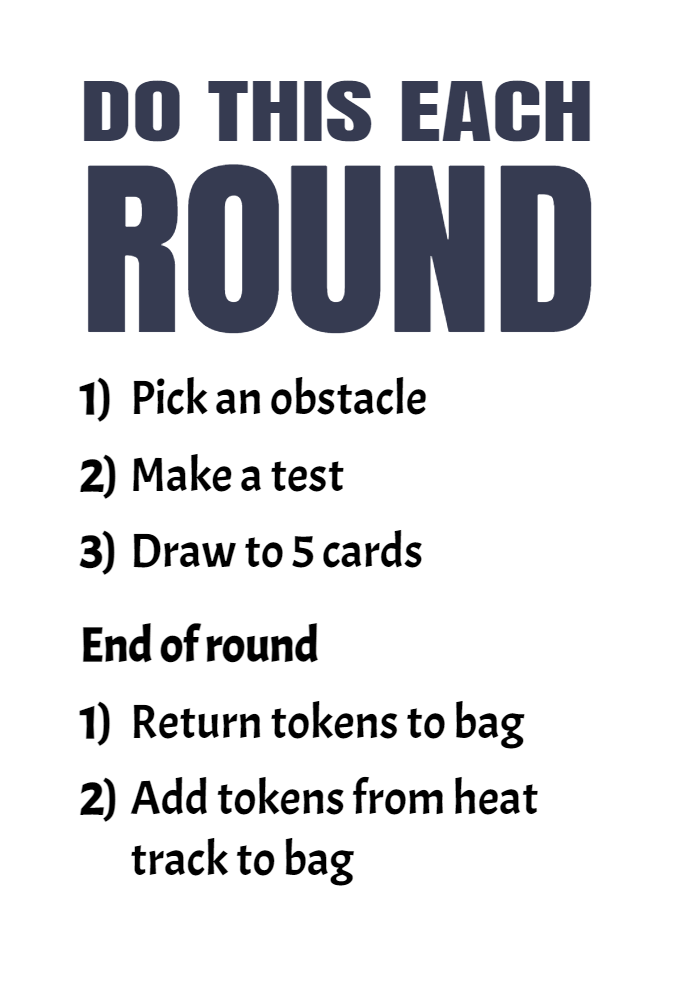 DO THIS EACH
ROUND
1) Pick an obstacle
2) Make a test
3) Draw to 5 cards
End of round
1) Return tokens to bag
2) Add tokens from heat
track to bag